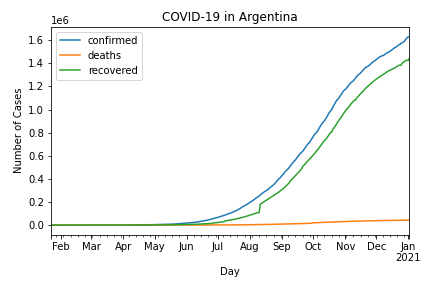 COVID-19 in Argentina
1e6
confirmed
deaths
recovered
1.6
1.4
1.2
1.0
0.8
0.6
0.4
0.2
0.0
Number of Cases
Feb Mar Apr May Jun Jul Aug Sep Oct Nov Dec Jan
2021
Day